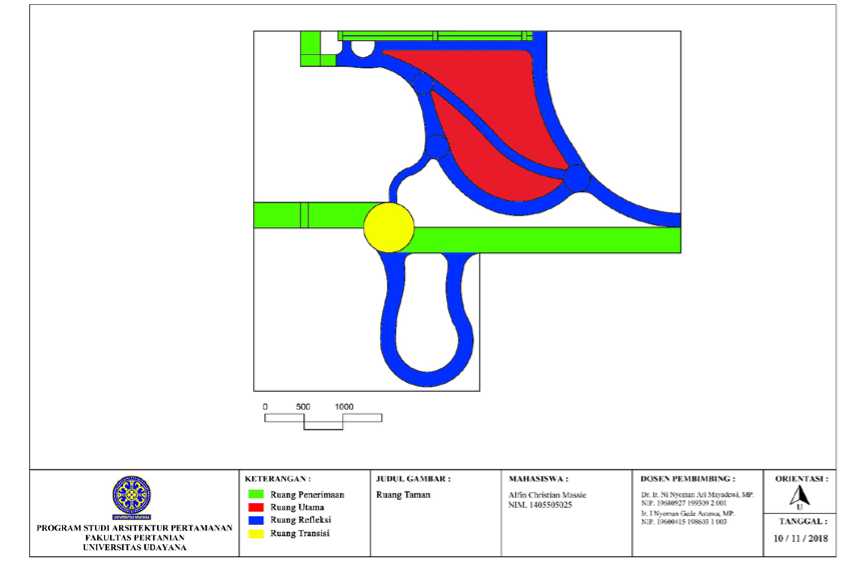 0 500 1000
PROGRAM STUDI ARSITEKTUR PERTAMANAN
FAKULTAS PERTANIAN
UNIVERSITAS UDAYANA
KETERANGAN :
Ruang Penerimaan
Ruang Utama
Ruang Refleksi
Ruang Transisi
JUDUL GAMBAR :
Ruang Taman
MAHASISWA :
Alfin Christian Massie
NIM. 1405505025
DOSEN PEMBIMBING :
Dr. Ir. Ni Nyoman Ari Mayadewi, MP.
NIP. 19680927 199309 2 001
Ir. I Nyoman Gede Astawa, MP.
NIP. 19600415 198603 1 003
ORIENTASI :
U
TANGGAL :
10 / 11 / 2018